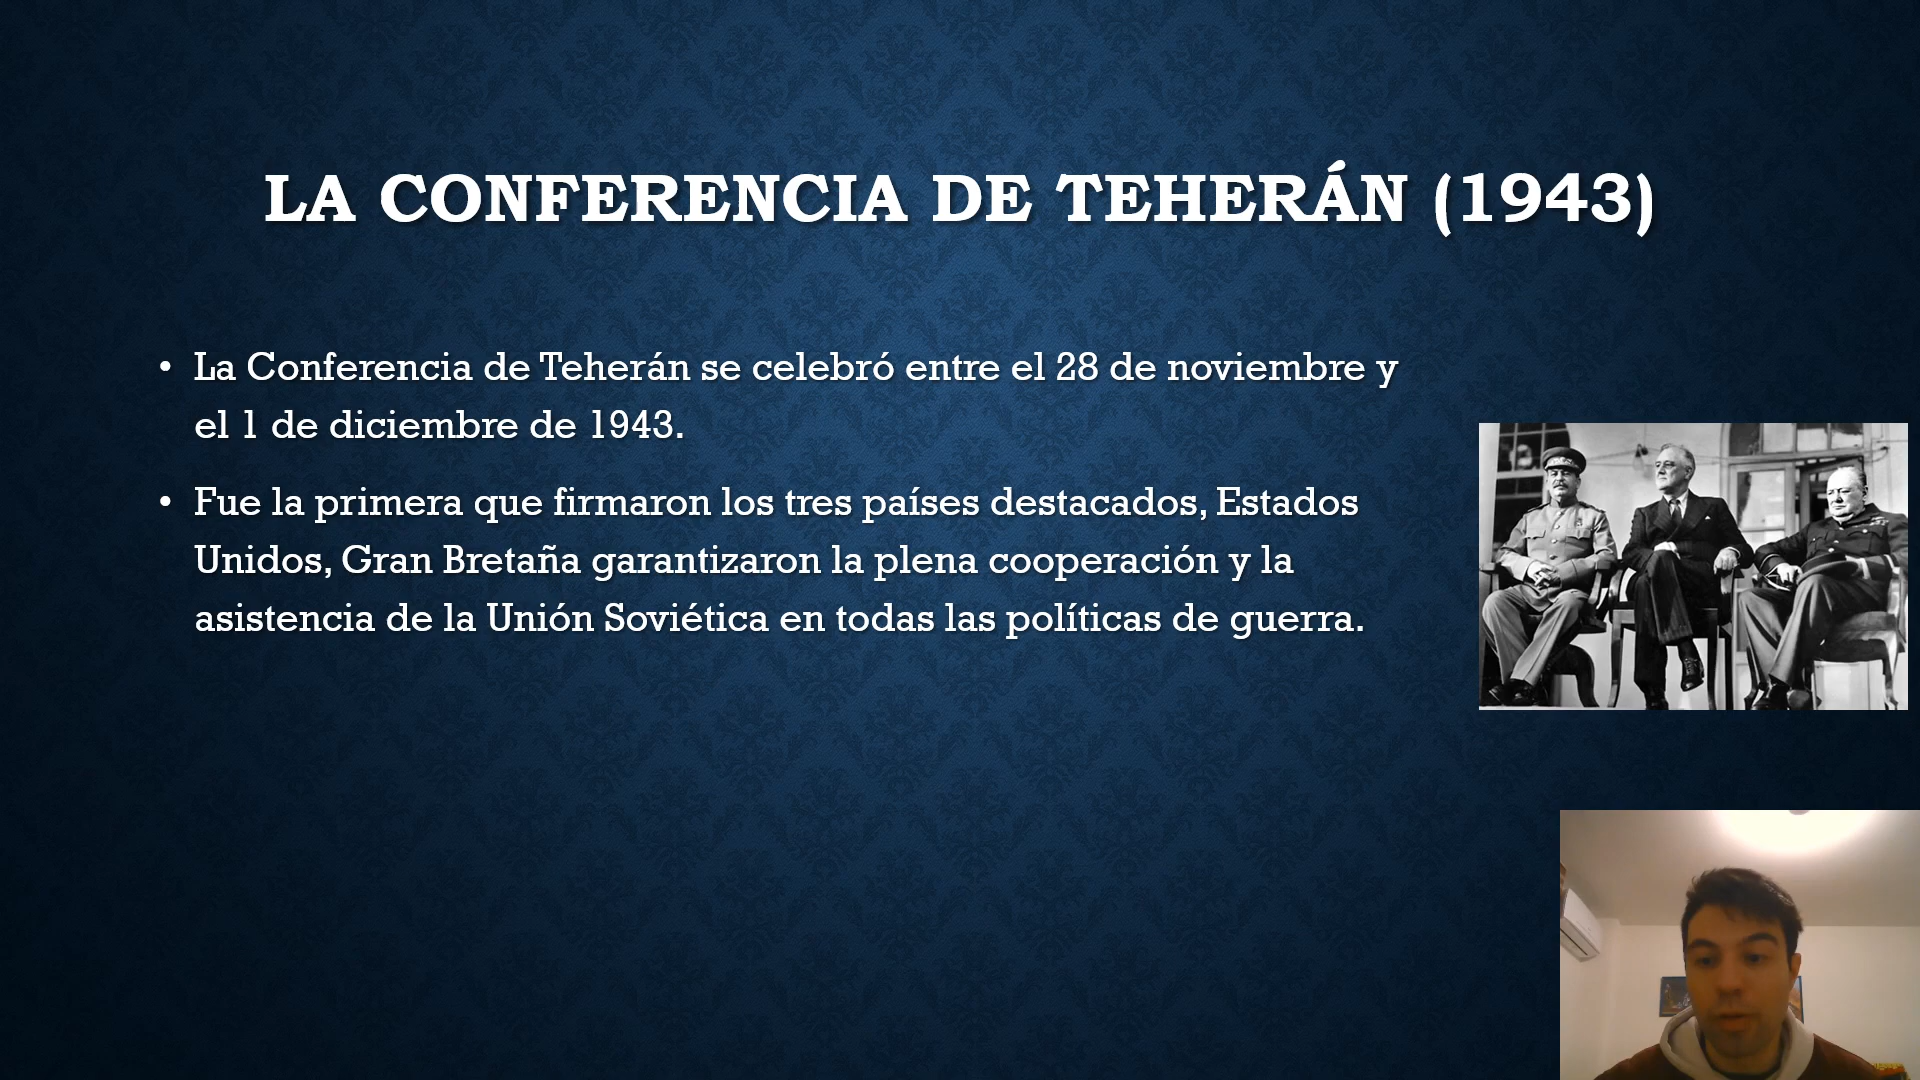 LA CONFERENCIA DE TEHERÁN (1943)
• La Conferencia de Teherán se celebró entre el 28 de noviembre y
el 1 de diciembre de 1943.
• Fue la primera que firmaron los tres países destacados, Estados
Unidos, Gran Bretaña garantizaron la plena cooperación y la
asistencia de la Unión Soviética en todas las políticas de guerra.